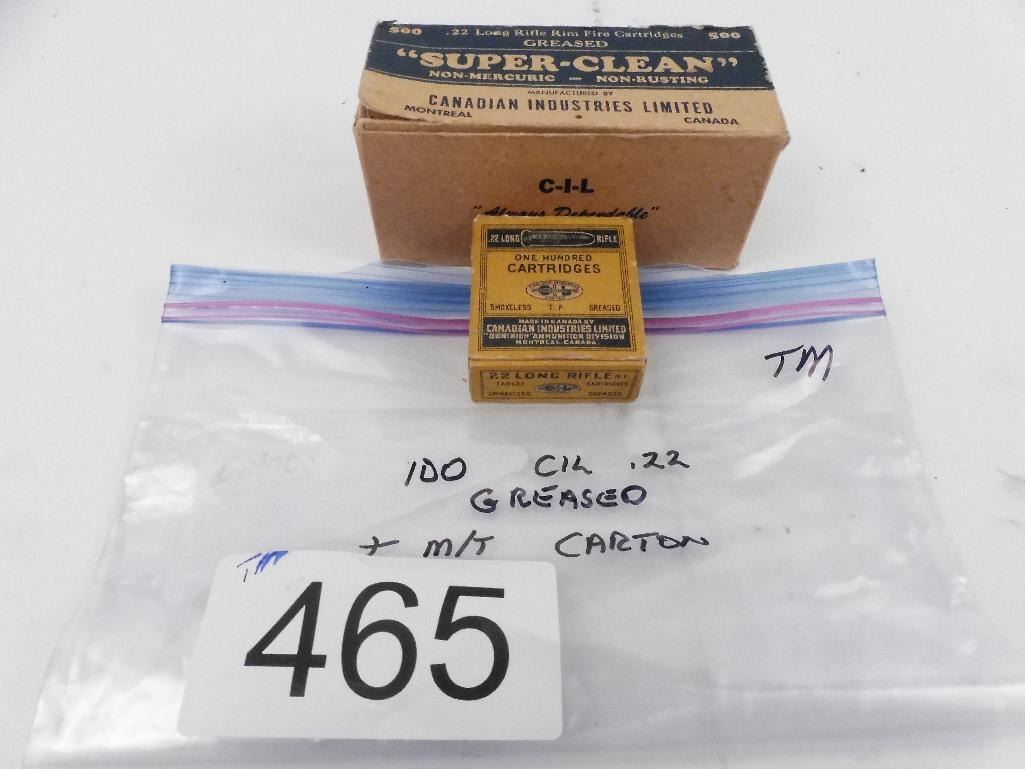 500 .22 Long Rifle Rim Fire Cartridges 500
GREASED
"SUPER-CLEAN"
NON-MERCURIC - NON-RUSTING
MANUFACTURED BY
CANADIAN INDUSTRIES LIMITED
MONTREAL CANADA
C-I-L
"Always Dependable"
.22 LONG RIFLE
ONE HUNDRED
CARTRIDGES
SMOKELESS T. P. GREASED
MADE IN CANADA BY
CANADIAN INDUSTRIES LIMITED
"DOMINION" AMMUNITION DIVISION
MONTREAL, CANADA
22 LONG RIFLE R.F.
TARGET CARTRIDGES
SMOKELESS GREASED
TM
100 CIL .22
GREASED
+ M/T CARTON
TM
465